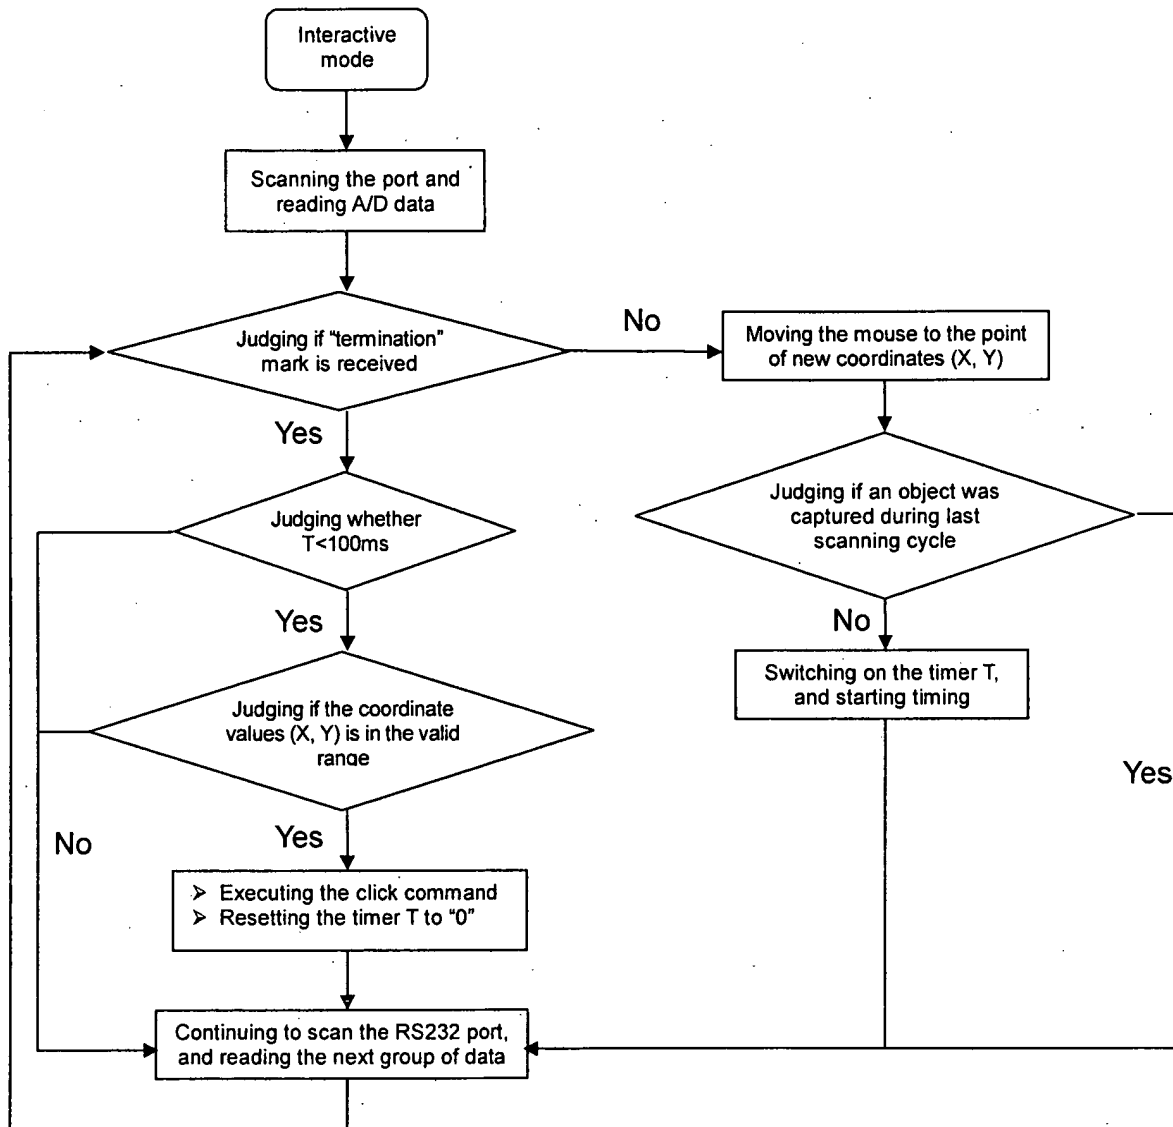 Interactive
mode
Scanning the port and
reading A/D data
Judging if “termination”
mark is received
No
Moving the mouse to the point
of new coordinates (X, Y)
Yes
Judging whether
T<100ms
Judging if an object was
captured during last
scanning cycle
Yes
No
Judging if the coordinate
values (X, Y) is in the valid
range
Switching on the timer T,
and starting timing
Yes
No
Yes
➢ Executing the click command
➢ Resetting the timer T to “0”
Continuing to scan the RS232 port,
and reading the next group of data